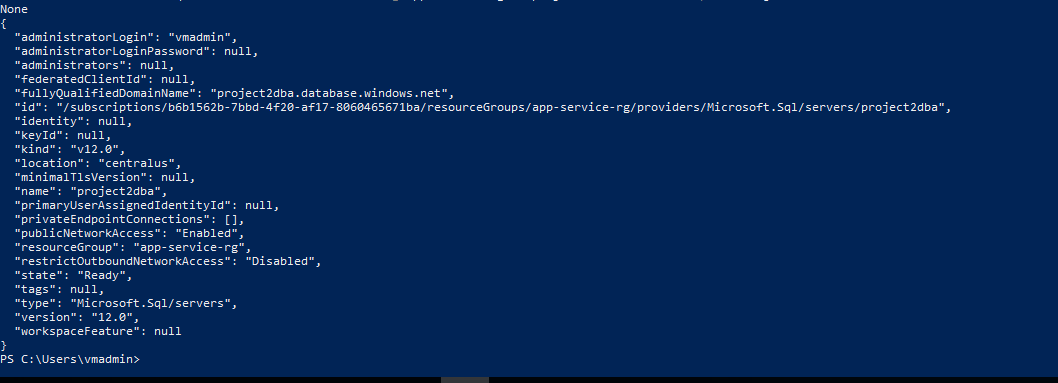 None
{
  "administratorLogin": "vmadmin",
  "administratorLoginPassword": null,
  "administrators": null,
  "federatedClientId": null,
  "fullyQualifiedDomainName": "project2dba.database.windows.net",
  "id": "/subscriptions/b6b1562b-7bbd-4f20-af17-8060465671ba/resourceGroups/app-service-rg/providers/Microsoft.Sql/servers/project2dba",
  "identity": null,
  "keyId": null,
  "kind": "v12.0",
  "location": "centralus",
  "minimalTlsVersion": null,
  "name": "project2dba",
  "primaryUserAssignedIdentityId": null,
  "privateEndpointConnections": [],
  "publicNetworkAccess": "Enabled",
  "resourceGroup": "app-service-rg",
  "restrictOutboundNetworkAccess": "Disabled",
  "state": "Ready",
  "tags": null,
  "type": "Microsoft.Sql/servers",
  "version": "12.0",
  "workspaceFeature": null
}
PS C:\Users\vmadmin>